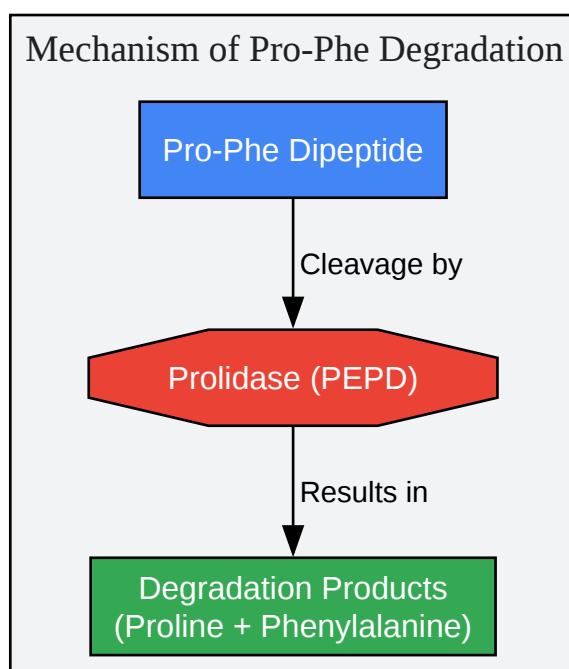 Mechanism of Pro-Phe Degradation
Pro-Phe Dipeptide
Cleavage by
Prolidase (PEPD)
Results in
Degradation Products
(Proline + Phenylalanine)